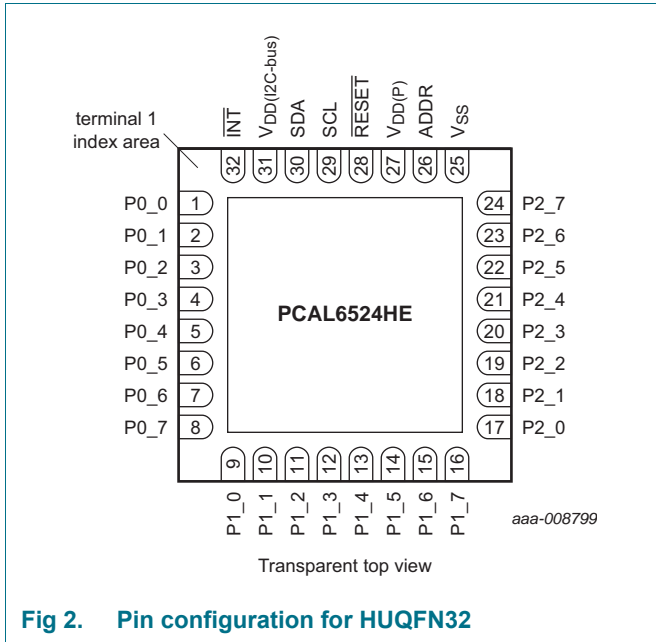 terminal 1
index area
INT
VDD(I2C-bus)
SDA
SCL
RESET
VDD(P)
ADDR
VSS
32 31 30 29 28 27 26 25
P0_0 1 24 P2_7
P0_1 2 23 P2_6
P0_2 3 22 P2_5
P0_3 4 21 P2_4
P0_4 5 20 P2_3
P0_5 6 19 P2_2
P0_6 7 18 P2_1
P0_7 8 17 P2_0
PCAL6524HE
9 10 11 12 13 14 15 16
P1_0
P1_1
P1_2
P1_3
P1_4
P1_5
P1_6
P1_7
aaa-008799
Transparent top view
Fig 2. Pin configuration for HUQFN32